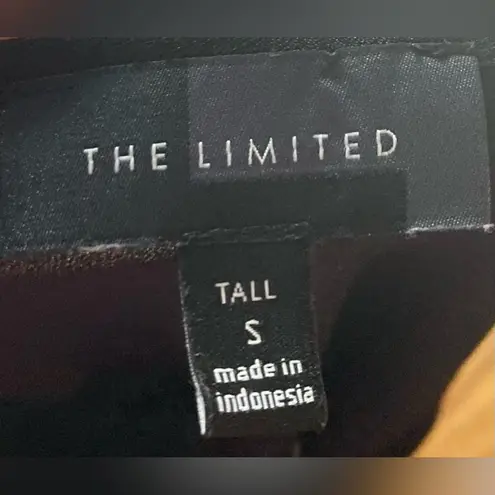 THE LIMITED
TALL
S
made in
indonesia